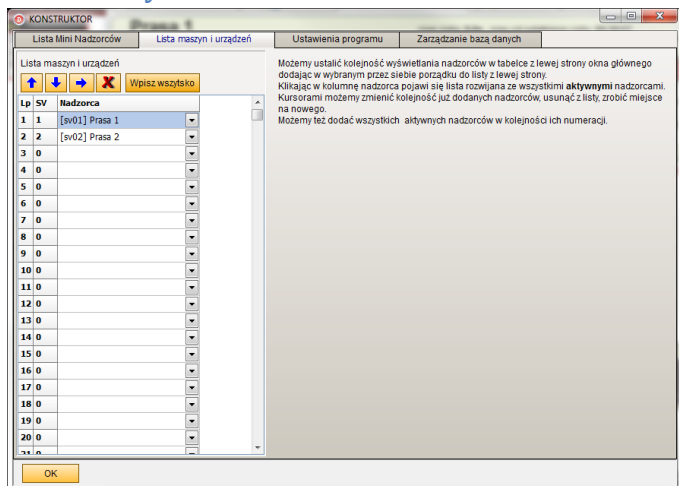 KONSTRUKTOR
Prasa 1
Lista Mini Nadzorców Lista maszyn i urządzeń Ustawienia programu Zarządzanie bazą danych
Lista maszyn i urządzeń
X Wpisz wszystko
Lp SV Nadzorca
1 1 [sv01] Prasa 1
2 2 [sv02] Prasa 2
3 0
4 0
5 0
6 0
7 0
8 0
9 0
10 0
11 0
12 0
13 0
14 0
15 0
16 0
17 0
18 0
19 0
20 0
21 0
Możemy ustalić kolejność wyświetlania nadzorców w tabelce z lewej strony okna głównego
dodając w wybranym przez siebie porządku do listy z lewej strony.
Klikając w kolumnę nadzorca pojawi się lista rozwijana ze wszystkimi aktywnymi nadzorcami.
Kursorami możemy zmienić kolejność już dodanych nadzorców, usunąć z listy, zrobić miejsce
na nowego.
Możemy też dodać wszystkich aktywnych nadzorców w kolejności ich numeracji.
OK